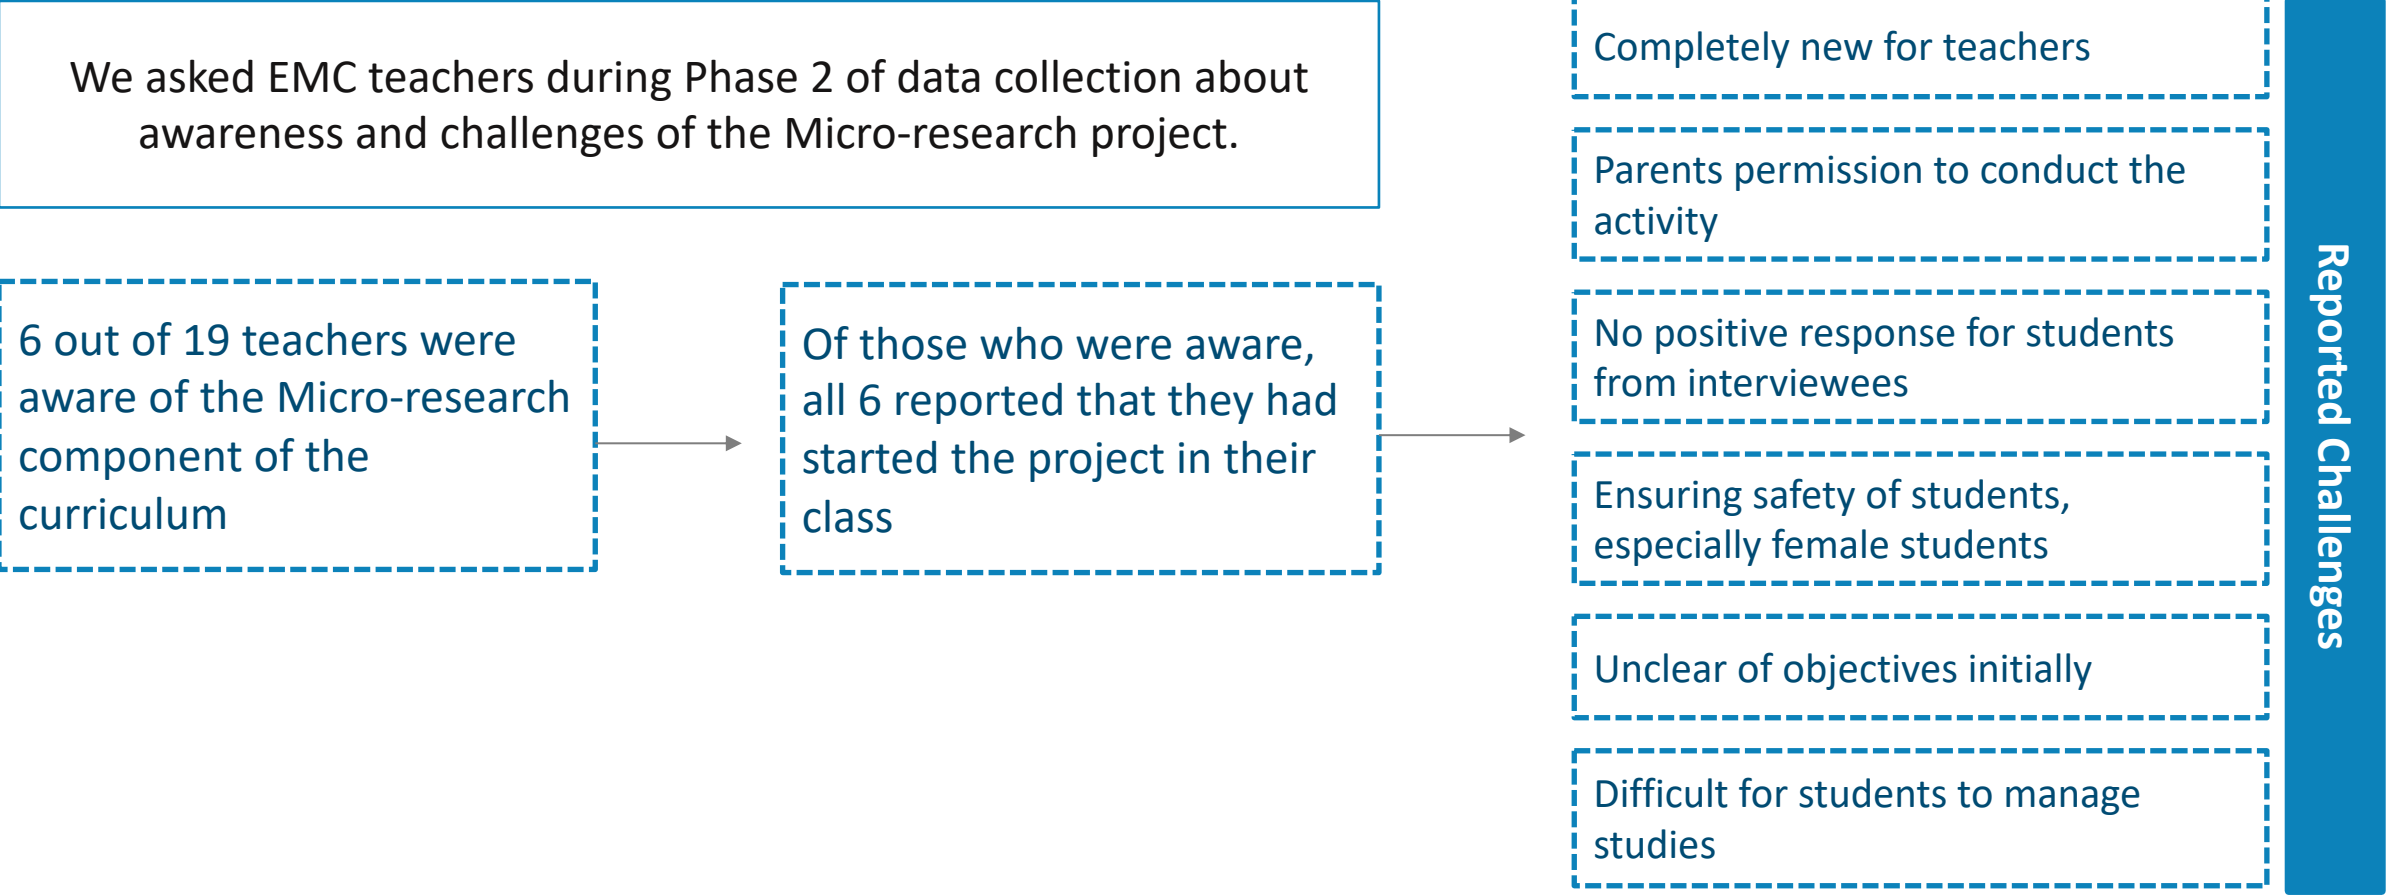 We asked EMC teachers during Phase 2 of data collection about
awareness and challenges of the Micro-research project.
6 out of 19 teachers were
aware of the Micro-research
component of the
curriculum
Of those who were aware,
all 6 reported that they had
started the project in their
class
Completely new for teachers
Parents permission to conduct the
activity
No positive response for students
from interviewees
Ensuring safety of students,
especially female students
Unclear of objectives initially
Difficult for students to manage
studies
Reported Challenges